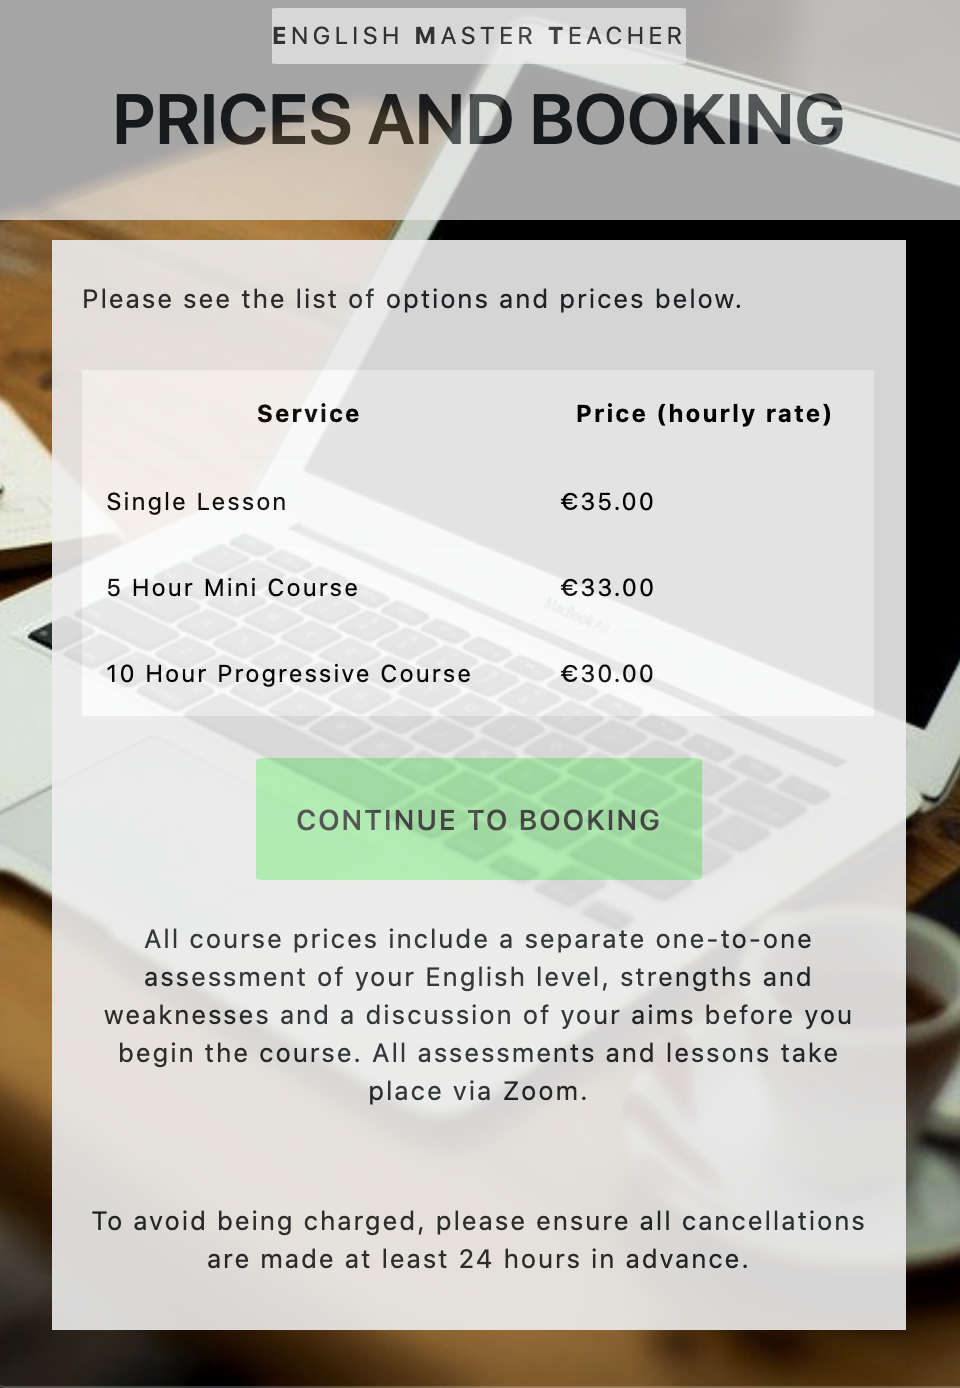 ENGLISH MASTER TEACHER
PRICES AND BOOKING
Please see the list of options and prices below.
Service Price (hourly rate)
Single Lesson €35.00
5 Hour Mini Course €33.00
MacBook Air
10 Hour Progressive Course €30.00
CONTINUE TO BOOKING
All course prices include a separate one-to-one
assessment of your English level, strengths and
weaknesses and a discussion of your aims before you
begin the course. All assessments and lessons take
place via Zoom.
To avoid being charged, please ensure all cancellations
are made at least 24 hours in advance.